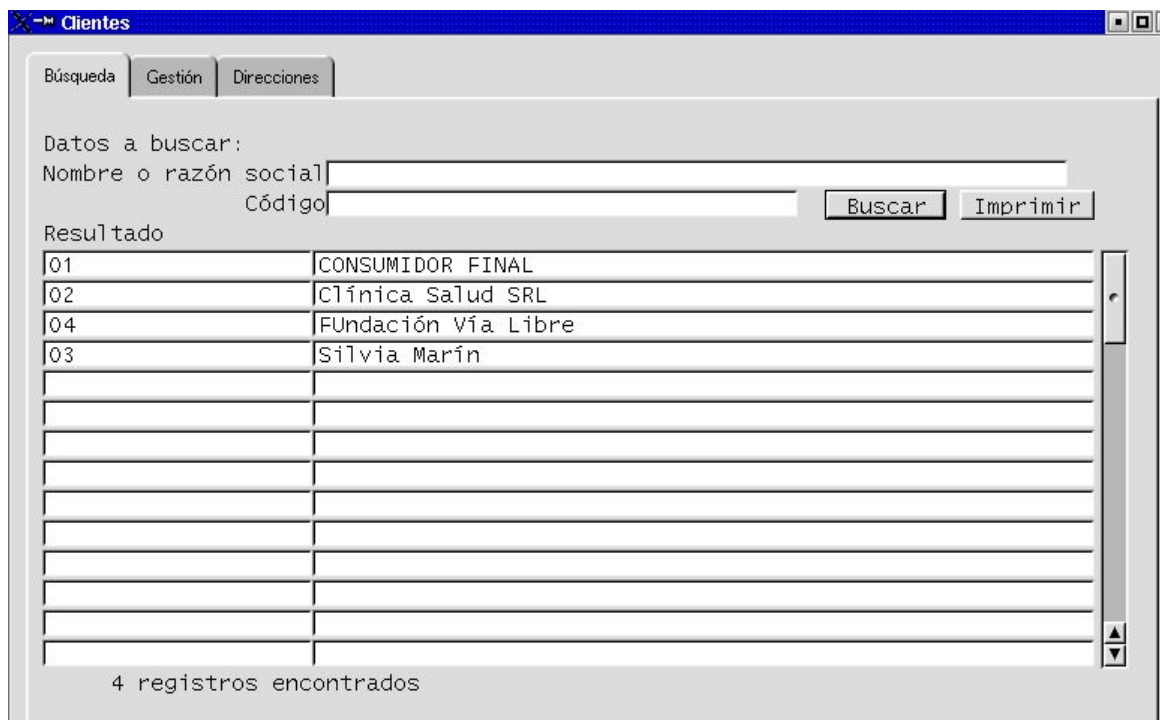 Clientes
Búsqueda Gestión Direcciones
Datos a buscar:
Nombre o razón social
Código Buscar Imprimir
Resultado
01 CONSUMIDOR FINAL
02 Clínica Salud SRL
04 FUndación Vía Libre
03 Silvia Marín
4 registros encontrados